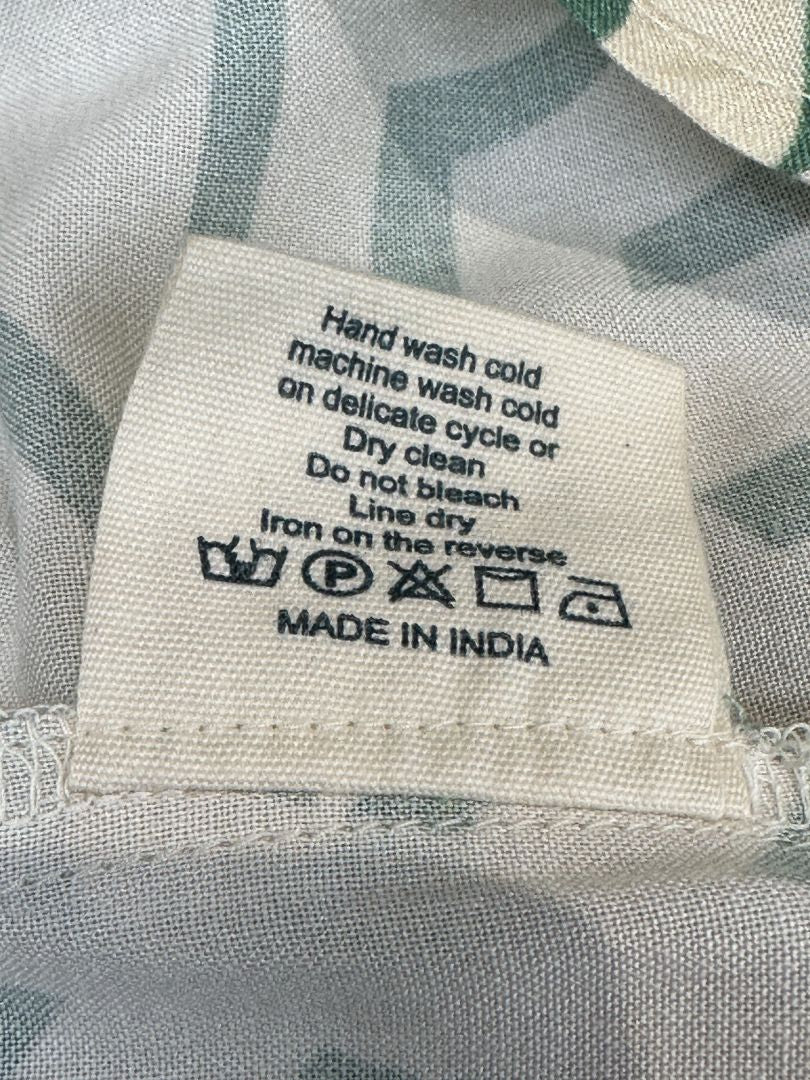 Hand wash cold
machine wash cold
on delicate cycle or
Dry clean
Do not bleach
Line dry
Iron on the reverse
P
MADE IN INDIA